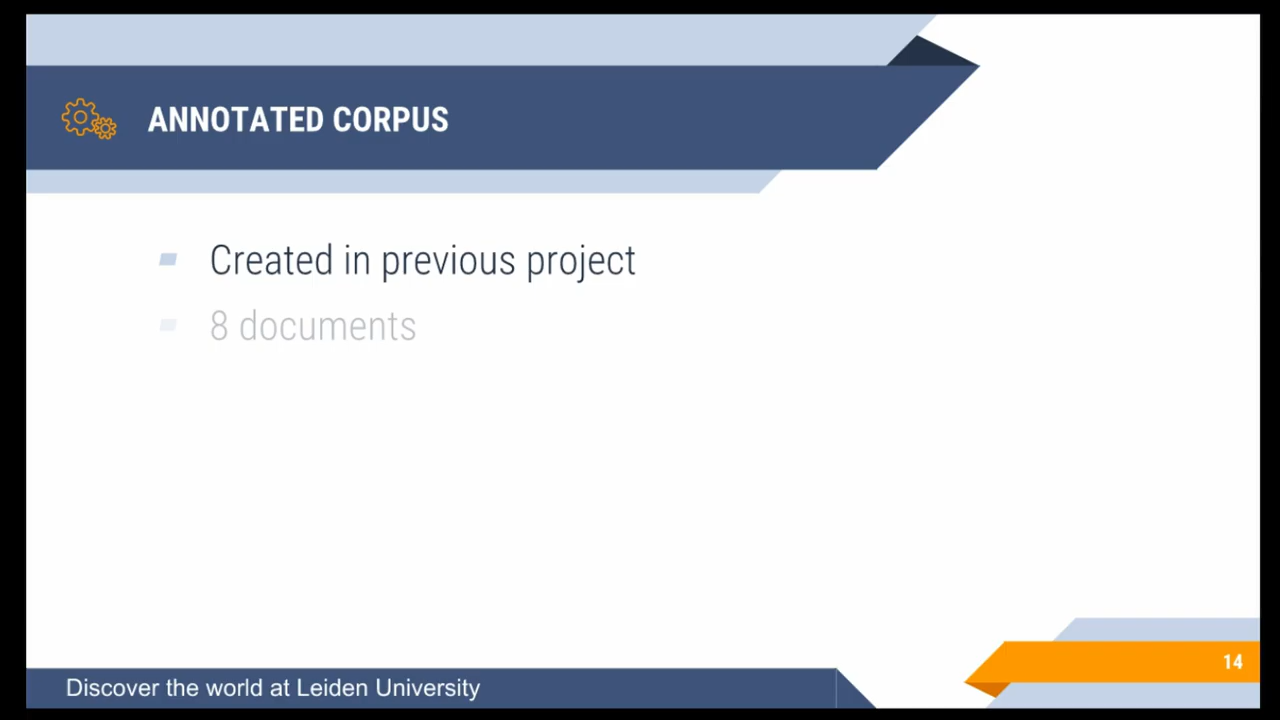 ANNOTATED CORPUS
Created in previous project
8 documents
14
Discover the world at Leiden University